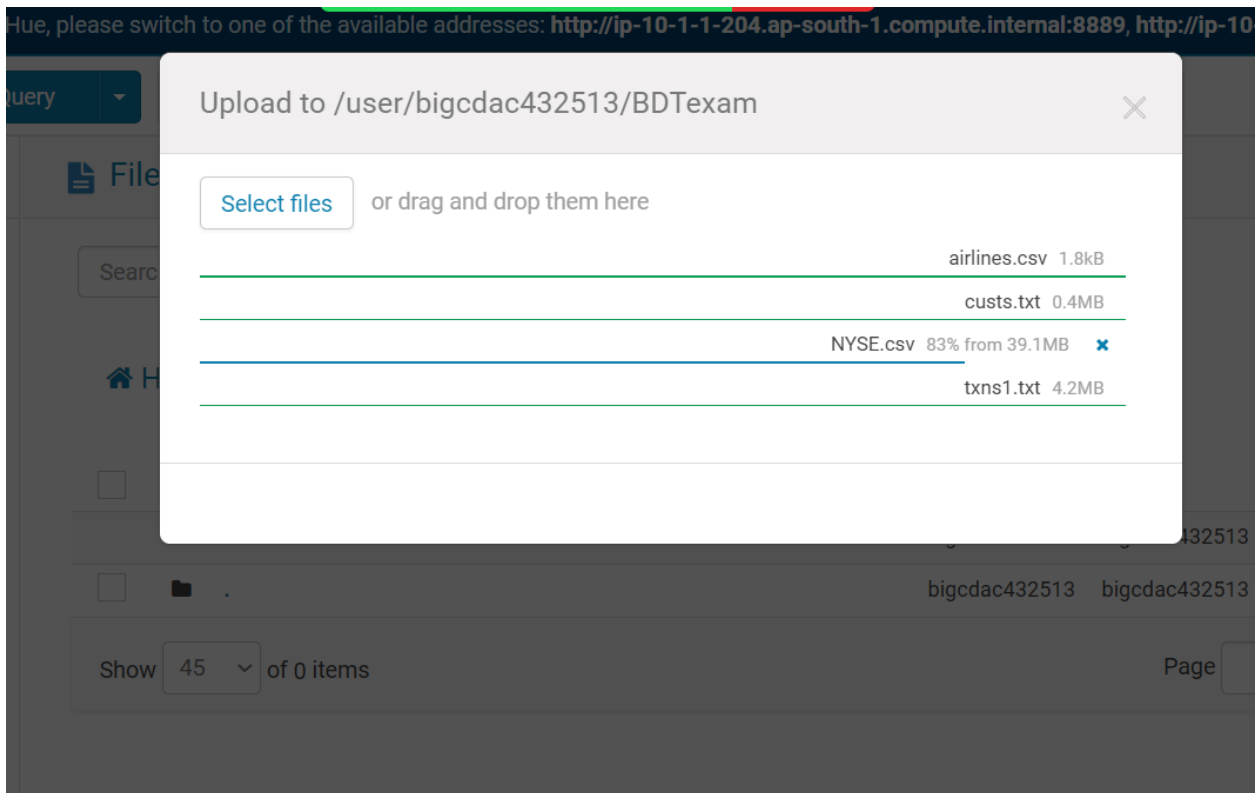 Hue, please switch to one of the available addresses: http://ip-10-1-1-204.ap-south-1.compute.internal:8889, http://ip-10
Query
Upload to /user/bigcdac432513/BDTexam
File
Select files or drag and drop them here
Searc
airlines.csv 1.8kB
custs.txt 0.4MB
NYSE.csv 83% from 39.1MB
H
txns1.txt 4.2MB
432513
. bigcdac432513 bigcdac432513
Show 45 of 0 items Page